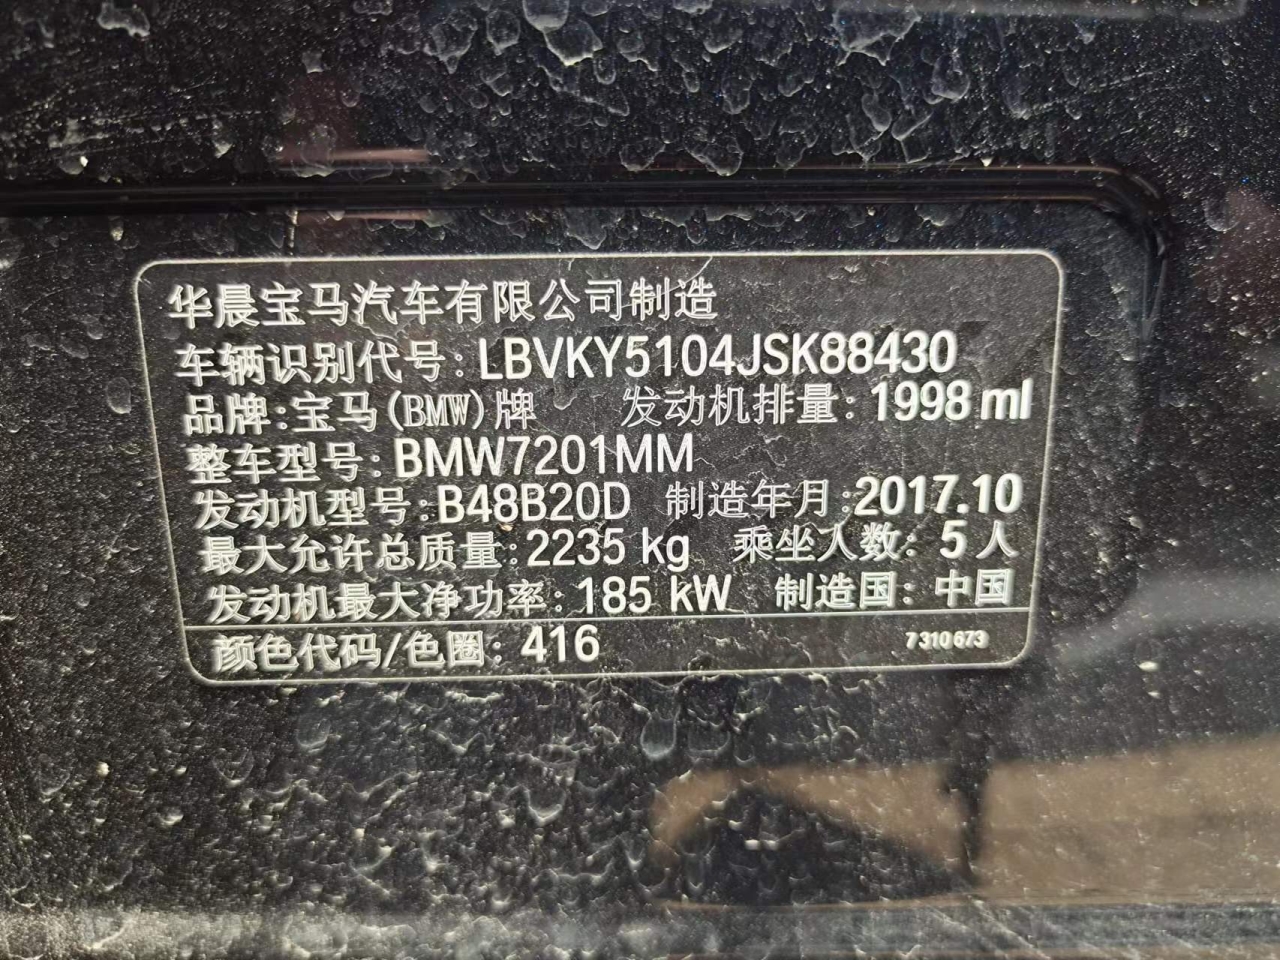 华晨宝马汽车有限公司制造
车辆识别代号: LBVKY5104JSK88430
品牌: 宝马(BMW)牌 发动机排量: 1998 ml
整车型号: BMW7201MM
发动机型号: B48B20D 制造年月: 2017.10
最大允许总质量: 2235 kg 乘坐人数: 5 人
发动机最大净功率: 185 kW 制造国: 中国
颜色代码/色圈: 416 7310673